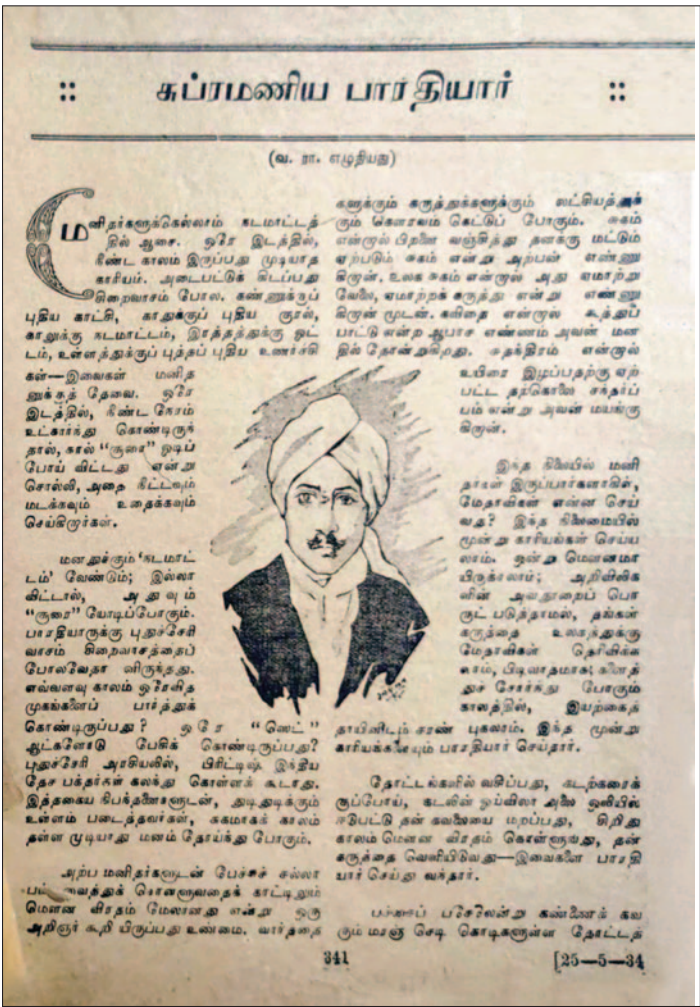 :: சுப்ரமணிய பாரதியார் ::
(வ. ரா. எழுதியது)
மனிதர்களுக்கெல்லாம் நடமாட்டத்
தில் ஆசை. ஒரே இடத்தில்,
நீண்ட காலம் இருப்பது முடியாத
காரியம். அடைபட்டுக் கிடப்பது
சிறைவாசம் போல. கண்ணுக்குப்
புதிய காட்சி, காதுக்குப் புதிய குரல்,
காலுக்கு நடமாட்டம், இரத்தத்துக்கு ஓட்
டம், உள்ளத்துக்குப் புத்தப் புதிய உணர்ச்சி
கள்—இவைகள் மனித
னுக்குத் தேவை. ஒரே
இடத்தில், நீண்ட நேரம்
உட்கார்ந்து கொண்டிருந்
தால், கால் “ரூரை” ஓடிப்
போய் விட்டது என்று
சொல்லி, அதை நீட்டவும்
மடக்கவும் உதைக்கவும்
செய்கிறார்கள்.
மனதுக்கும் ‘நடமாட்
டம்’ வேண்டும்; இல்லா
விட்டால், அதுவும்
“ரூரை” யோடிப்போகும்.
பாரதியாருக்கு புதுச்சேரி
வாசம் சிறைவாசத்தைப்
போலவேதா னிருந்தது.
எவ்வளவு காலம் ஒரேவித
முகங்களைப் பார்த்துக்
கொண்டிருப்பது? ஒரே “ஸெட்”
ஆட்களோடு பேசிக் கொண்டிருப்பது?
புதுச்சேரி அரசியலில், பிரிட்டிஷ் இந்திய
தேச பக்தர்கள் கலந்து கொள்ளக் கூடாது.
இத்தகைய நிபந்தனைகளுடன், துடிதுடிக்கும்
உள்ளம் படைத்தவர்கள், சுகமாகக் காலம்
தள்ள முடியாது மனம் தோய்ந்து போகும்.
அற்ப மனிதர்களுடன் பேச்சுச் சல்லா
பம் வைத்துக் கொள்ளுவதைக் காட்டிலும்
மௌன விரதம் மேலானது என்று ஒரு
அறிஞர் கூறி யிருப்பது உண்மை. வார்த்தை
களுக்கும் கருத்துக்களுக்கும் லட்சியத்துக்
கும் கௌரவம் கெட்டுப் போகும். சுகம்
என்றால் பிறனை வஞ்சித்து தனக்கு மட்டும்
ஏற்படும் சுகம் என்று அற்பன் எண்ணு
கிறான். உலக சுகம் என்றால் அது ஏமாற்று
வேலை, ஏமாற்றக் கருத்து என்று எண்ணு
கிறான் மூடன். கவிதை என்றால் கூத்துப்
பாட்டு என்ற ஆபாச எண்ணம் அவன் மன
தில் தோன்றுகிறது. சுதந்திரம் என்றால்
உயிரை இழப்பதற்கு ஏற்
பட்ட தற்கொலை சந்தர்ப்
பம் என்று அவன் மயங்கு
கிறான்.
இந்த நிலையில் மனி
தர்கள் இருப்பார்களாகில்,
மேதாவிகள் என்ன செய்
வது? இந்த நிலைமையில்
மூன்று காரியங்கள் செய்ய
லாம். ஒன்று மௌனமா
யிருக்கலாம்; அறிவிலிக
ளின் அவதூறைப் பொ
ருட் படுத்தாமல், தங்கள்
கருத்தை உலகத்துக்கு
மேதாவிகள் தெரிவிக்க
லாம், பிடிவாதமாக;
துச் சோர்ந்து போகும்
காலத்தில், இயற்கைத்
தாயினிடம் சரண் புகலாம். இந்த மூன்று
காரியங்களையும் பாரதியார் செய்தார்.
தோட்டங்களில் வசிப்பது, கடற்கரைக்
குப்போய், கடலின் ஒப்பிலா அலை ஒலியில்
ஈடுபட்டு தன் கவலையை மறப்பது, சிறிது
காலம் மௌன விரதம் கொள்ளுவது, தன்
கருத்தை வெளியிடுவது—இவைகளை பாரதி
யார் செய்து வந்தார்.
பச்சைப் பசேலென்று கண்ணைக் கவ
ரும் மரஞ் செடி கொடிகளுள்ள தோட்டத்
341
[25—5—34